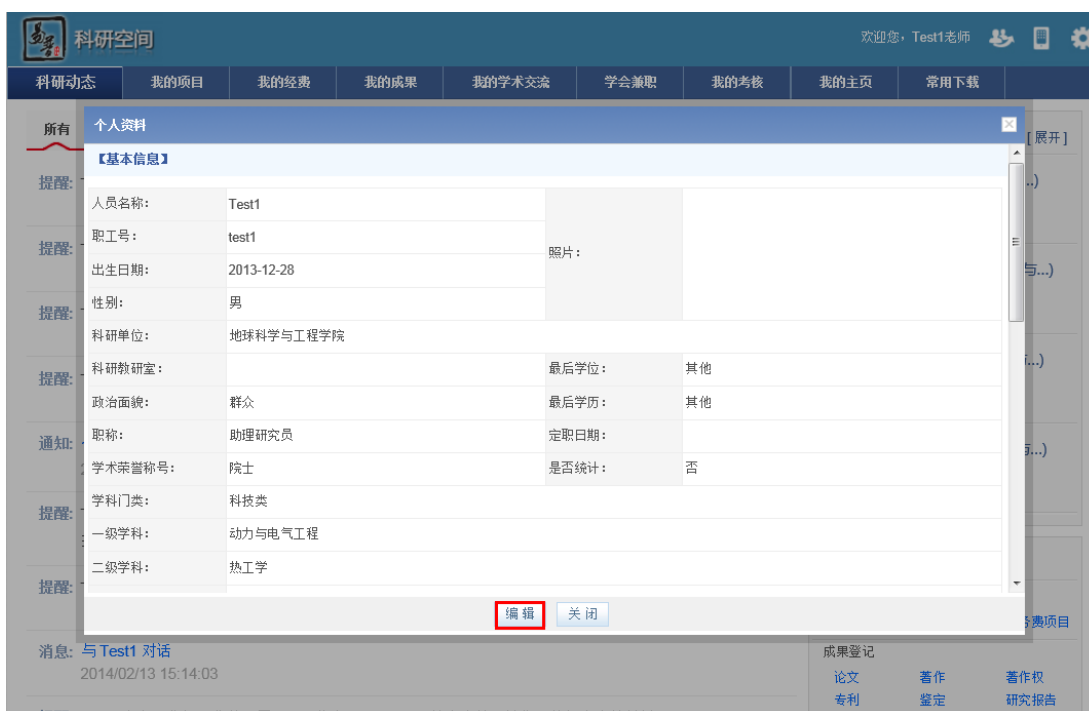 易普 科研空间 欢迎您，Test1老师
科研动态 我的项目 我的经费 我的成果 我的学术交流 学会兼职 我的考核 我的主页 常用下载
所有 个人资料 [展开]
【基本信息】
提醒: ...)
人员名称： Test1
职工号： test1 照片：
提醒:
出生日期： 2013-12-28 与...)
性别： 男
提醒:
科研单位： 地球科学与工程学院
科研教研室： 最后学位： 其他 ...)
提醒:
政治面貌： 群众 最后学历： 其他
职称： 助理研究员 定职日期：
通知: ...)
学术荣誉称号： 院士 是否统计： 否
学科门类： 科技类
提醒:
一级学科： 动力与电气工程
二级学科： 热工学
提醒:
编辑 关闭
费项目
消息: 与 Test1 对话 成果登记
2014/02/13 15:14:03 论文 著作 著作权
专利 鉴定 研究报告